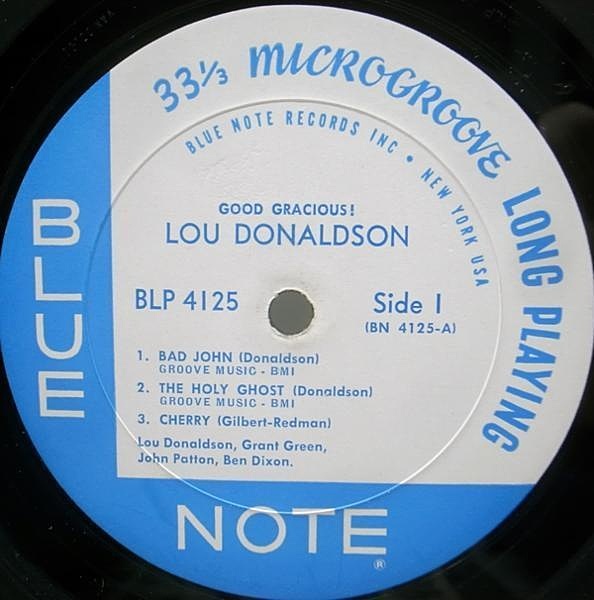 33⅓ MICROGROOVE LONG PLAYING
BLUE NOTE RECORDS INC • NEW YORK USA
GOOD GRACIOUS!
LOU DONALDSON
BLP 4125
Side 1
(BN 4125-A)
1. BAD JOHN (Donaldson)
GROOVE MUSIC - BMI
2. THE HOLY GHOST (Donaldson)
GROOVE MUSIC - BMI
3. CHERRY (Gilbert-Redman)
Lou Donaldson, Grant Green,
John Patton, Ben Dixon.
BLUE
NOTE®